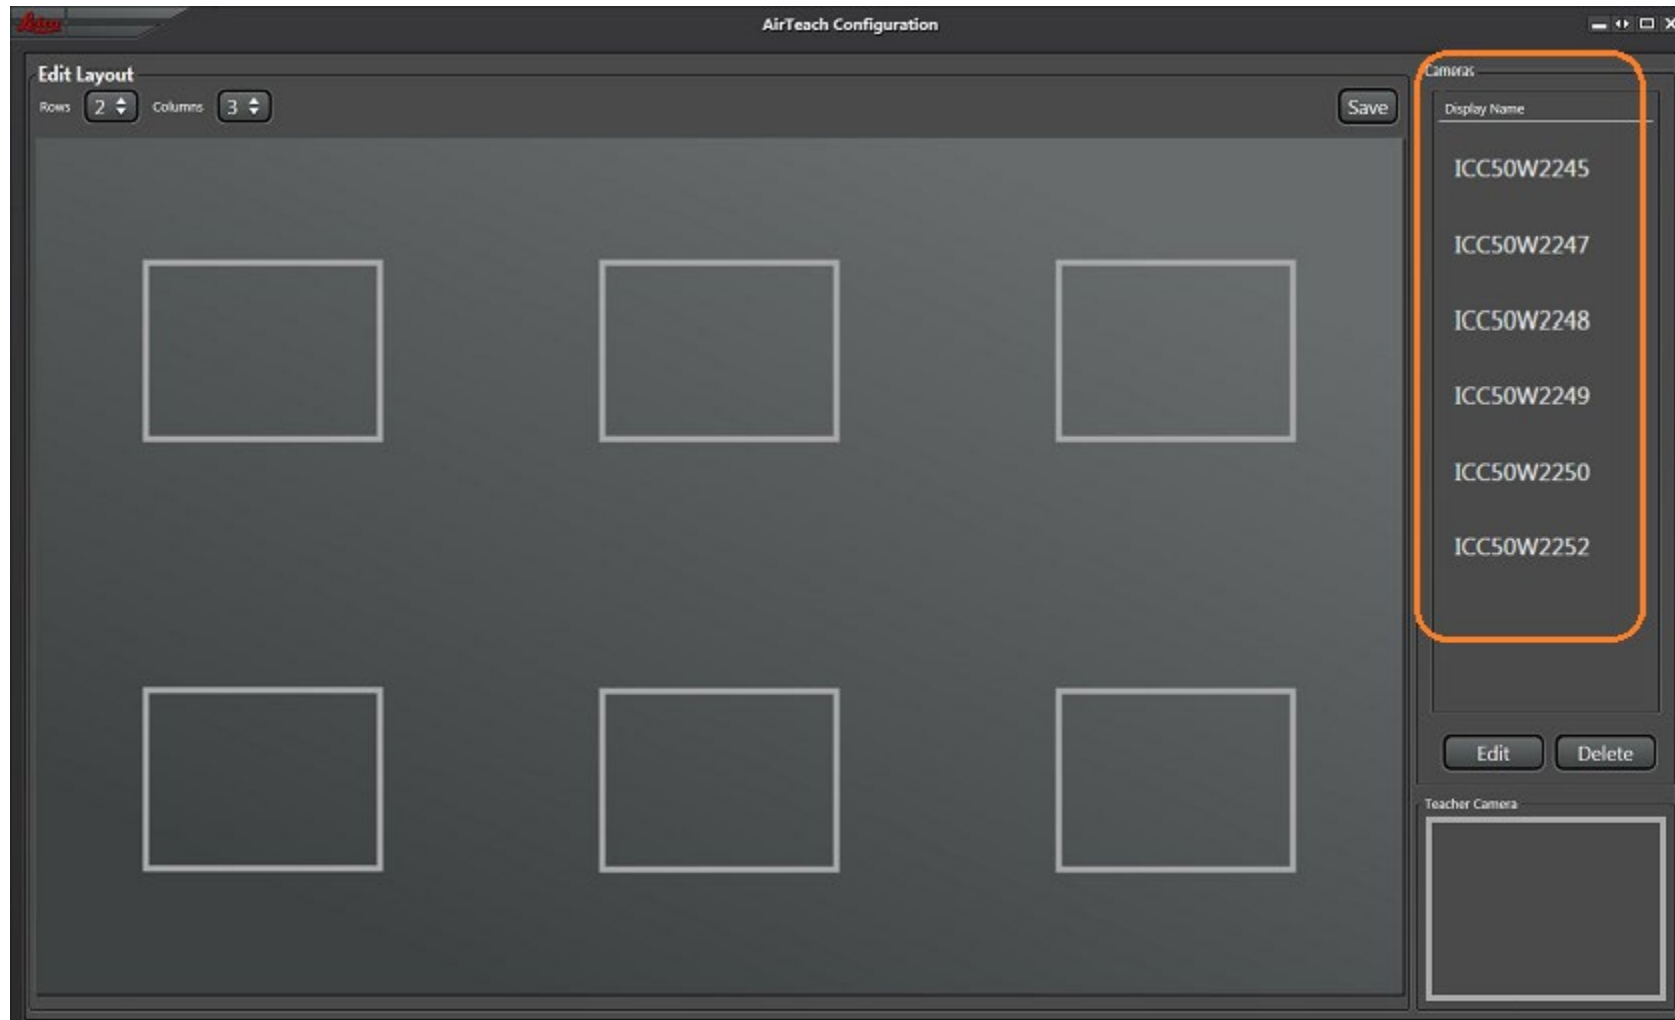 Leica
AirTeach Configuration
Edit Layout
Rows 2 Columns 3 Save
Cameras
Display Name
ICC50W2245
ICC50W2247
ICC50W2248
ICC50W2249
ICC50W2250
ICC50W2252
Edit Delete
Teacher Camera